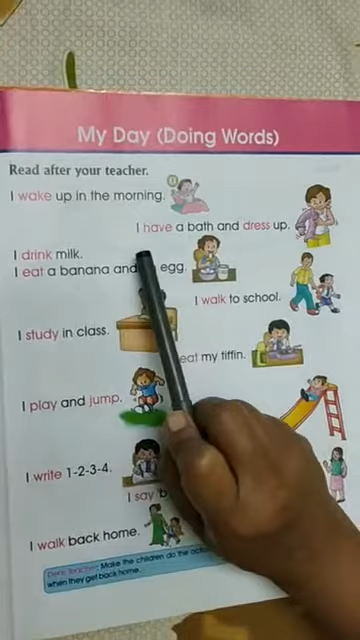 My Day (Doing Words)
Read after your teacher.
I wake up in the morning.
I have a bath and dress up.
I drink milk.
I eat a banana and egg.
I walk to school.
I study in class.
eat my tiffin.
I play and jump.
I write 1-2-3-4.
I say
I walk back home.
Dear Teacher: Make the children do the
when they get back home.